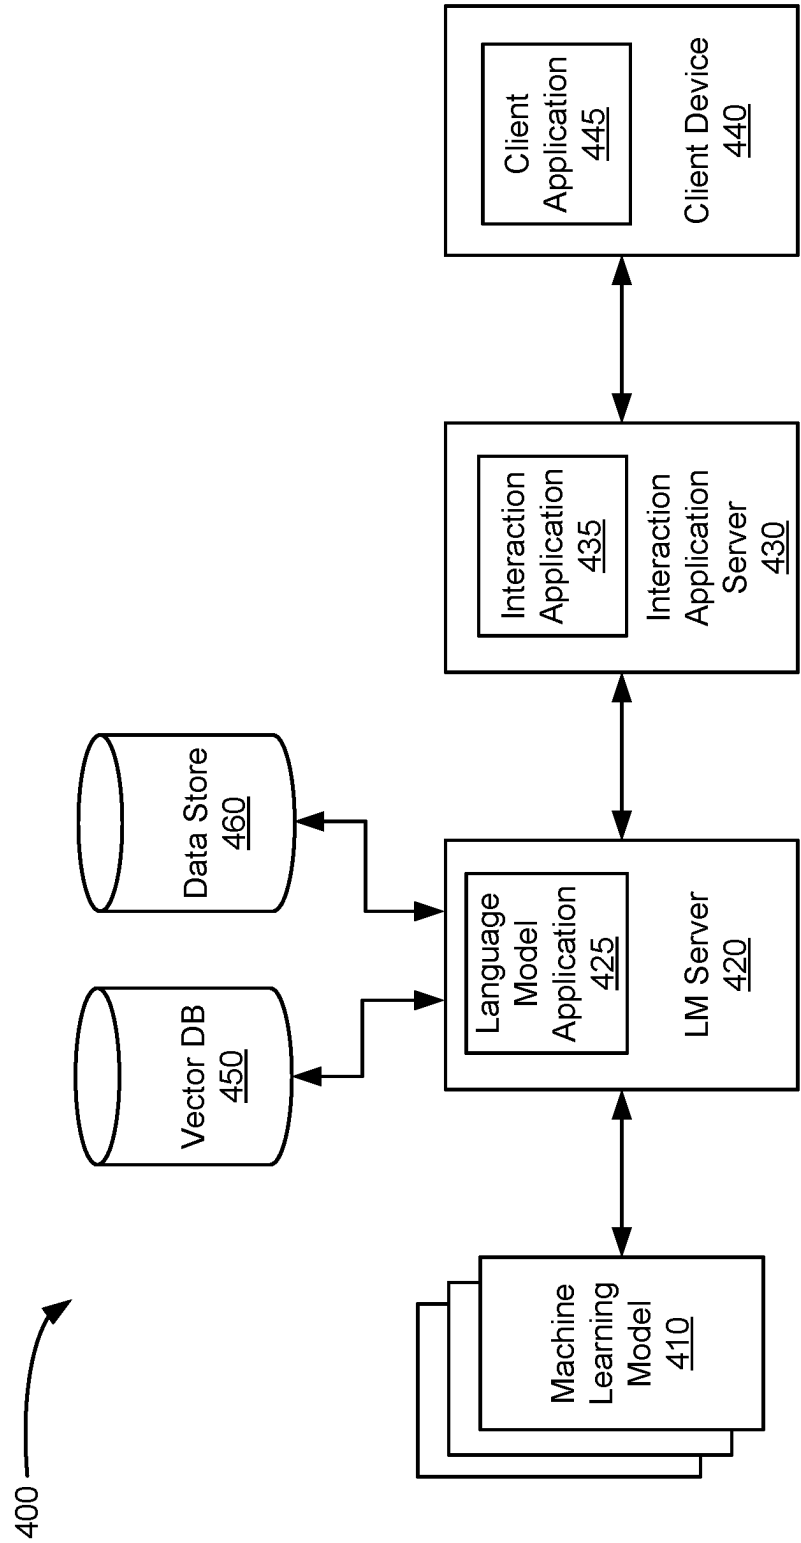 400
Vector DB
450
Data Store
460
Machine
Learning
Model
410
Language
Model
Application
425
LM Server
420
Interaction
Application
435
Interaction
Application
Server
430
Client
Application
445
Client Device
440